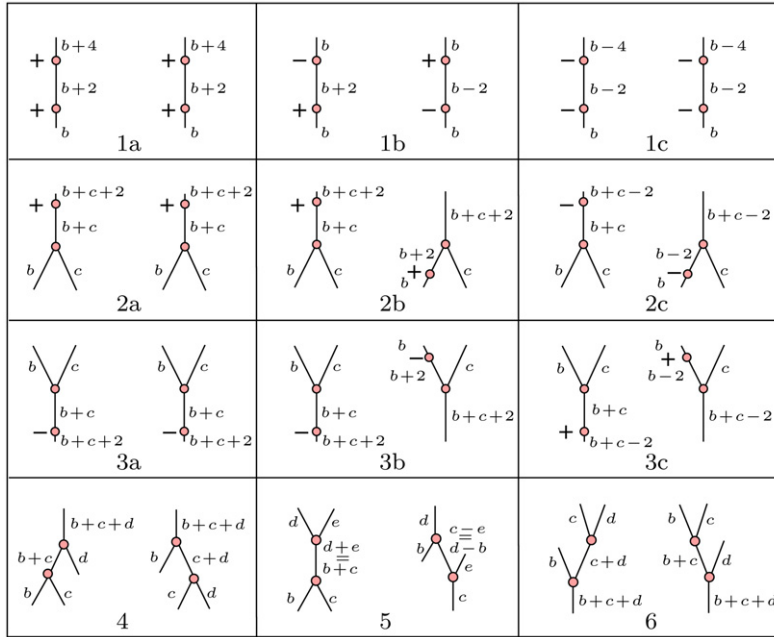 b+4 b+4 b b b−4 b−4
+ + − + − −
b+2 b+2 b+2 b−2 b−2 b−2
+ + + − − −
b b b b b b
1a 1b 1c
b+c+2 b+c+2 b+c+2 b+c−2
+ + + −
b+c b+c b+c b+c+2 b+c b+c−2
b+2 b−2
b c b c b c b + c b c b − c
2a 2b 2c
b c b c b c b − c b c b + c
b+2 b−2
b+c b+c b+c b+c+2 b+c b+c−2
− b+c+2 − b+c+2 − b+c+2 + b+c−2
3a 3b 3c
b+c+d b+c+d d e d c−e c d b c
b+c d b c+d d+e = b+c b = d−b e b c+d b+c d
b c c d b c c b+c+d b+c+d
4 5 6